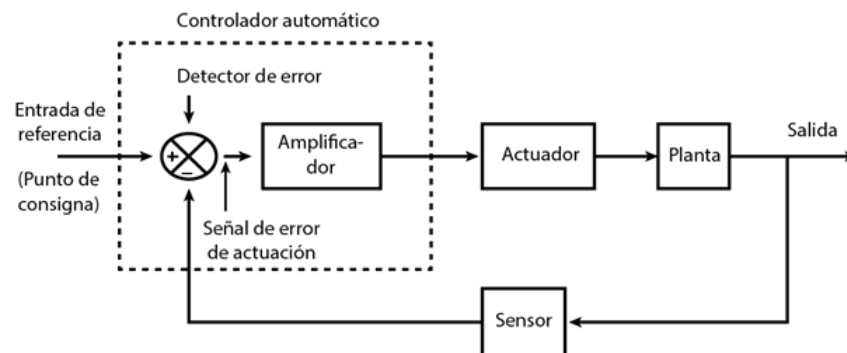 Controlador automático
Detector de error
Entrada de
referencia
(Punto de
consigna)
+
−
Amplifica-
dor
Señal de error
de actuación
Actuador
Planta
Salida
Sensor